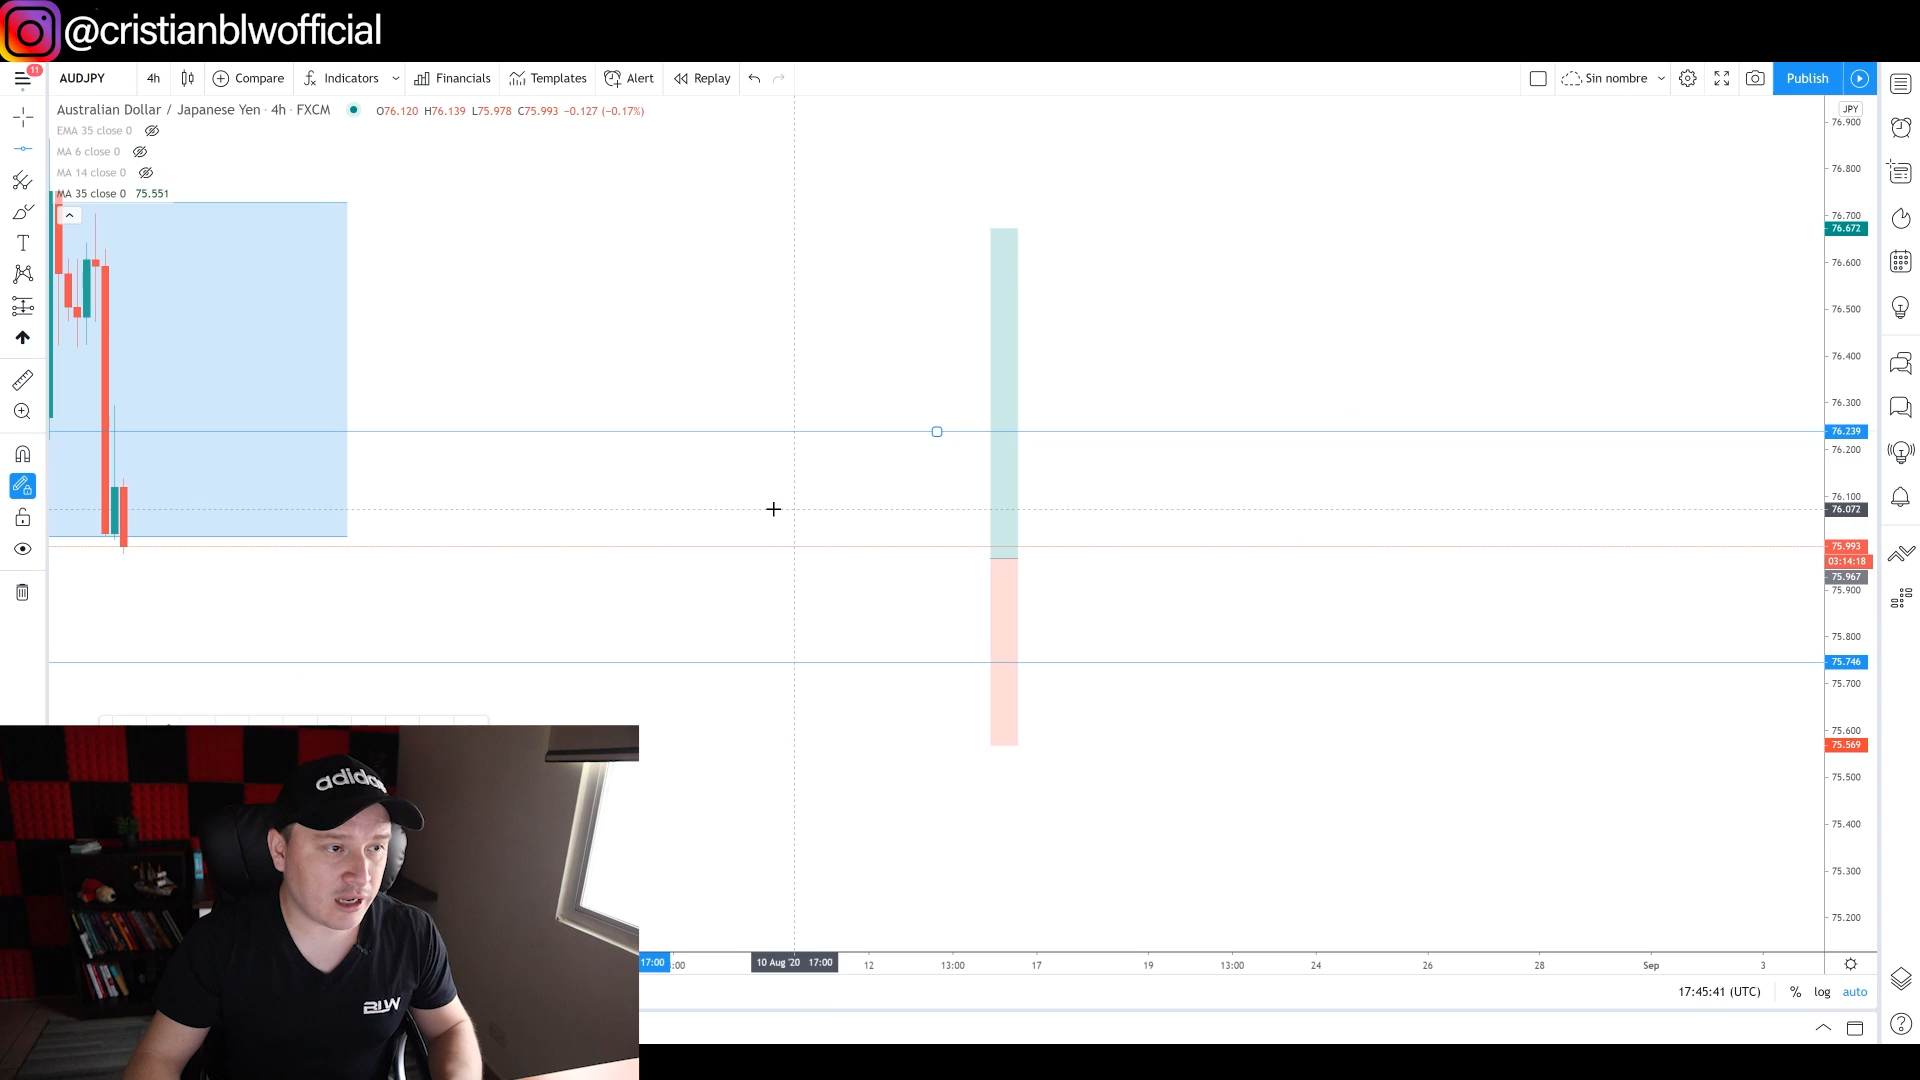 @cristianblwofficial
11
AUDJPY 4h Compare Indicators Financials Templates Alert Replay Sin nombre Publish
Australian Dollar / Japanese Yen · 4h · FXCM O76.120 H76.139 L75.978 C75.993 −0.127 (−0.17%)
EMA 35 close 0
MA 6 close 0
MA 14 close 0
MA 35 close 0 75.551
JPY
76.900
76.800
76.700
76.672
76.600
76.500
76.400
76.300
76.239
76.200
76.100
76.072
75.993
03:14:18
75.967
75.900
75.800
75.746
75.700
75.600
75.569
75.500
75.400
75.300
75.200
17:00 :00 10 Aug '20 17:00 12 13:00 17 19 13:00 24 26 28 Sep 3
17:45:41 (UTC) % log auto
adidas
BLW